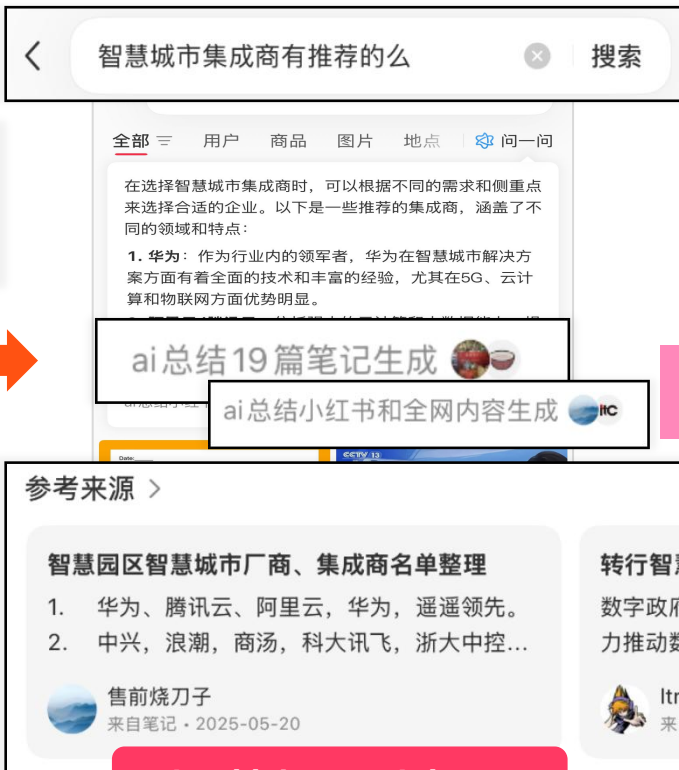 智慧城市集成商有推荐的么
搜索
全部 用户 商品 图片 地点 问一问
在选择智慧城市集成商时，可以根据不同的需求和侧重点
来选择合适的企业。以下是一些推荐的集成商，涵盖了不
同的领域和特点：
1. 华为：作为行业内的领军者，华为在智慧城市解决方
案方面有着全面的技术和丰富的经验，尤其在5G、云计
算和物联网方面优势明显。
ai总结19篇笔记生成
ai总结小红书和全网内容生成
itC
Date:
CCTV 13
参考来源
智慧园区智慧城市厂商、集成商名单整理
1. 华为、腾讯云、阿里云，华为，遥遥领先。
2. 中兴，浪潮，商汤，科大讯飞，浙大中控...
售前烧刀子
来自笔记 · 2025-05-20
转行智
数字政府
力推动数
ltr
来